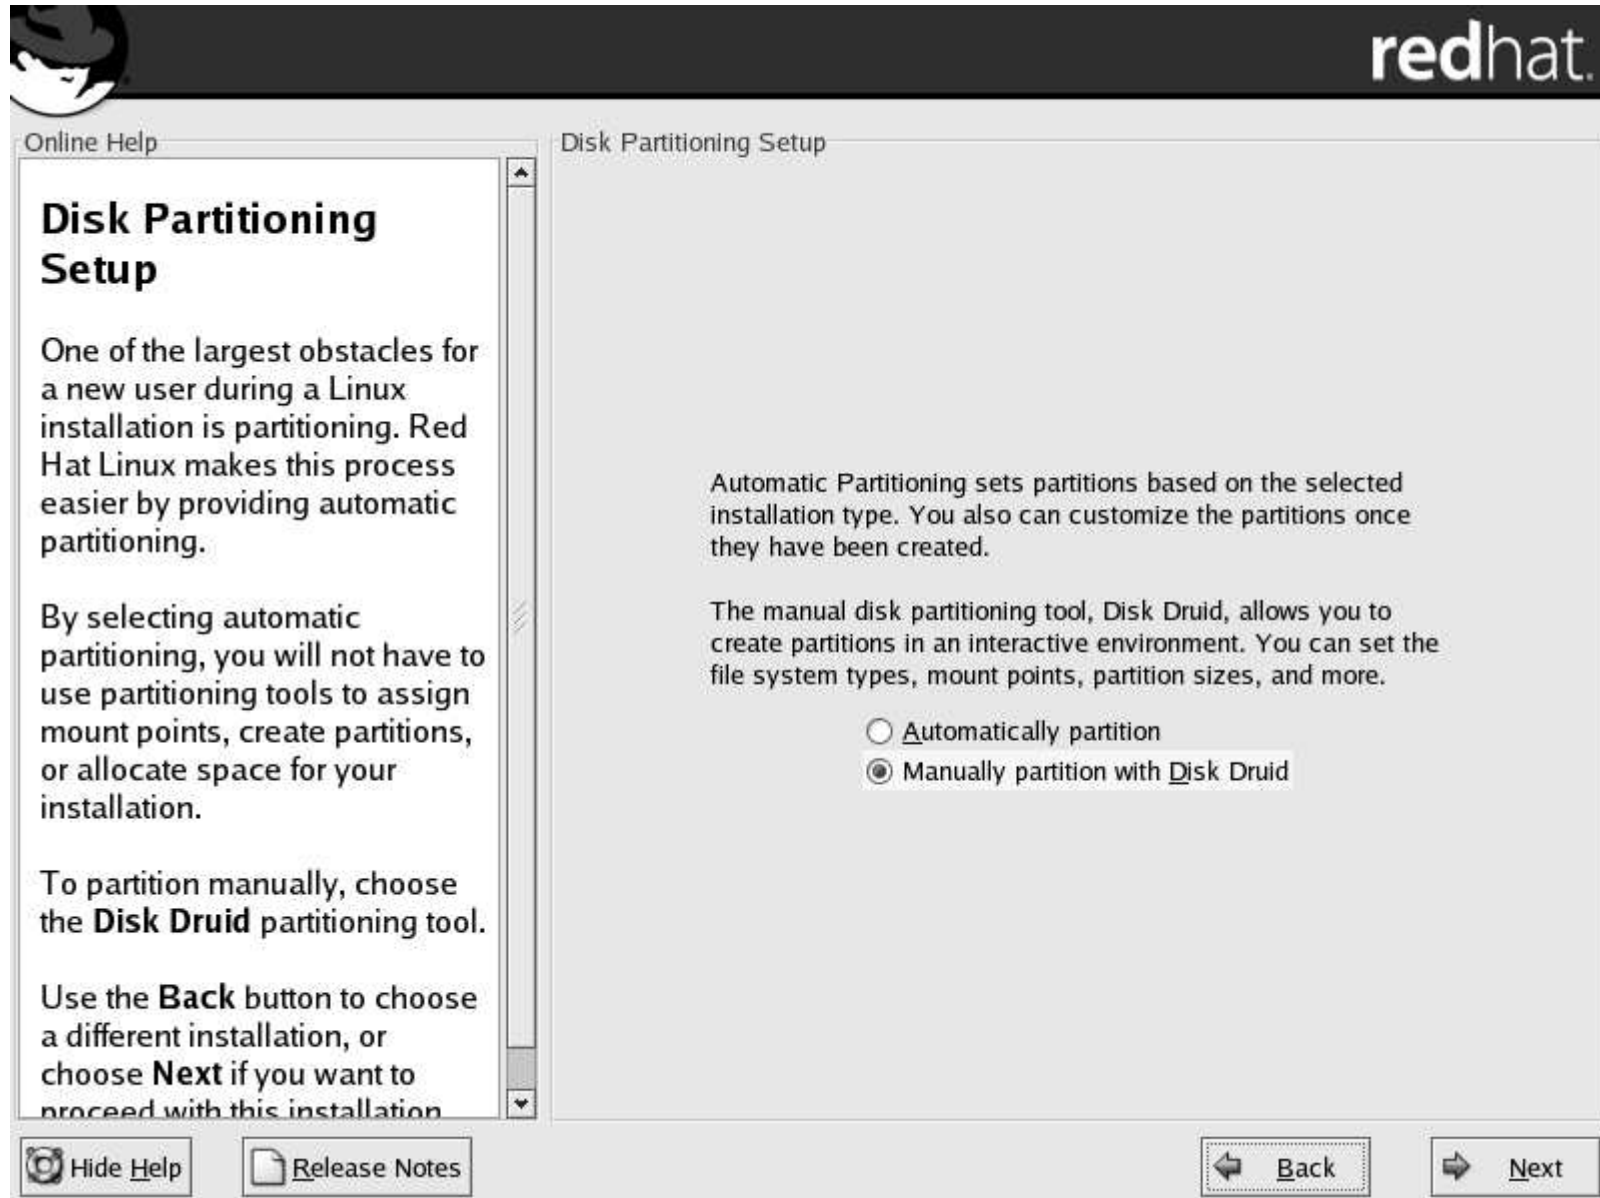 redhat.
Online Help
Disk Partitioning
Setup
One of the largest obstacles for
a new user during a Linux
installation is partitioning. Red
Hat Linux makes this process
easier by providing automatic
partitioning.
By selecting automatic
partitioning, you will not have to
use partitioning tools to assign
mount points, create partitions,
or allocate space for your
installation.
To partition manually, choose
the Disk Druid partitioning tool.
Use the Back button to choose
a different installation, or
choose Next if you want to
proceed with this installation
Disk Partitioning Setup
Automatic Partitioning sets partitions based on the selected
installation type. You also can customize the partitions once
they have been created.
The manual disk partitioning tool, Disk Druid, allows you to
create partitions in an interactive environment. You can set the
file system types, mount points, partition sizes, and more.
Automatically partition
Manually partition with Disk Druid
Hide Help
Release Notes
Back
Next